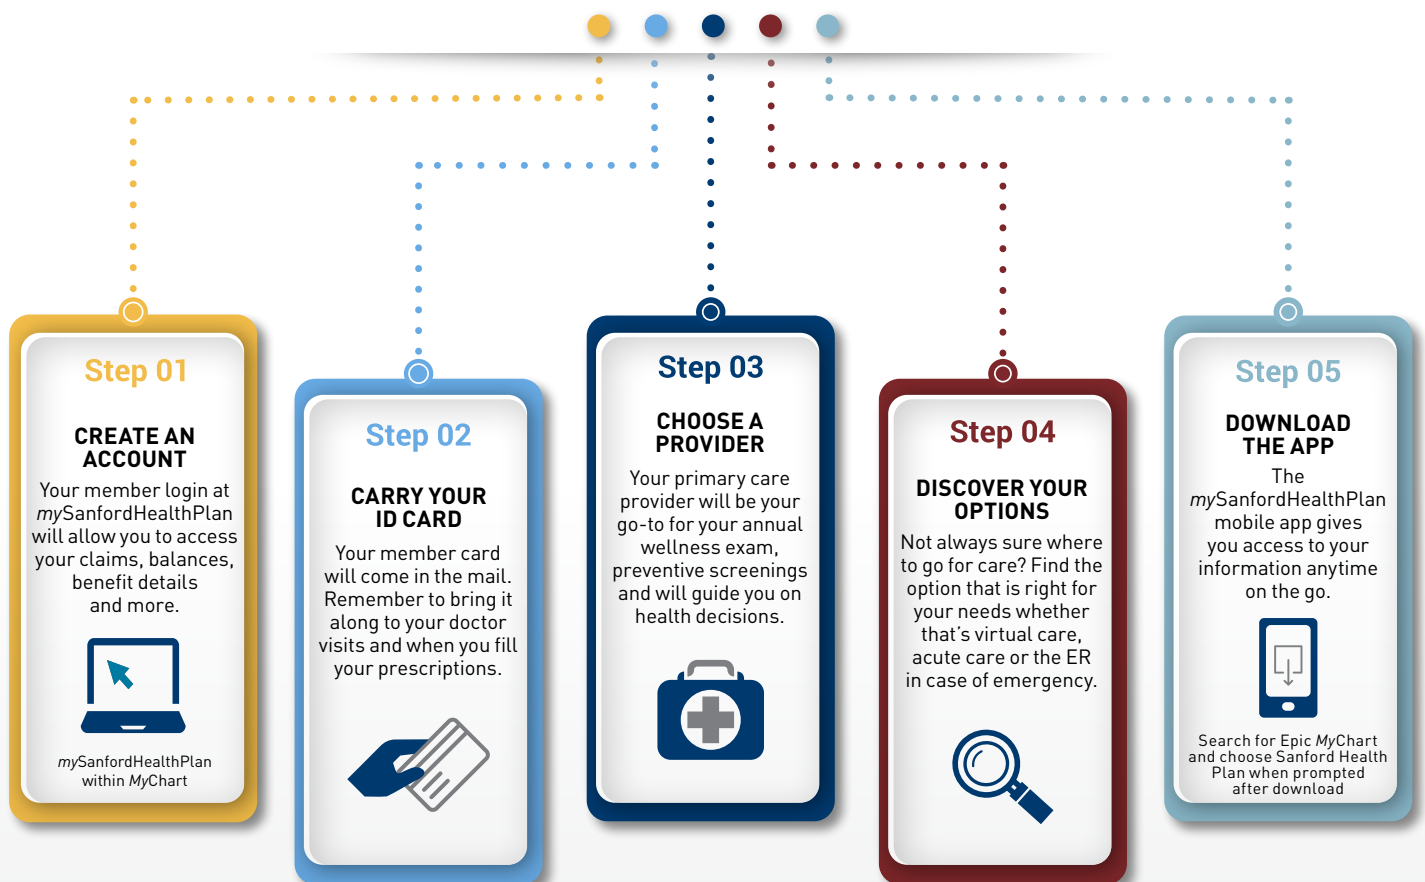 Step 01
CREATE AN
ACCOUNT
Your member login at
mySanfordHealthPlan
will allow you to access
your claims, balances,
benefit details
and more.
mySanfordHealthPlan
within MyChart
Step 02
CARRY YOUR
ID CARD
Your member card
will come in the mail.
Remember to bring it
along to your doctor
visits and when you fill
your prescriptions.
Step 03
CHOOSE A
PROVIDER
Your primary care
provider will be your
go-to for your annual
wellness exam,
preventive screenings
and will guide you on
health decisions.
Step 04
DISCOVER YOUR
OPTIONS
Not always sure where
to go for care? Find the
option that is right for
your needs whether
that’s virtual care,
acute care or the ER
in case of emergency.
Step 05
DOWNLOAD
THE APP
The
mySanfordHealthPlan
mobile app gives
you access to your
information anytime
on the go.
Search for Epic MyChart
and choose Sanford Health
Plan when prompted
after download